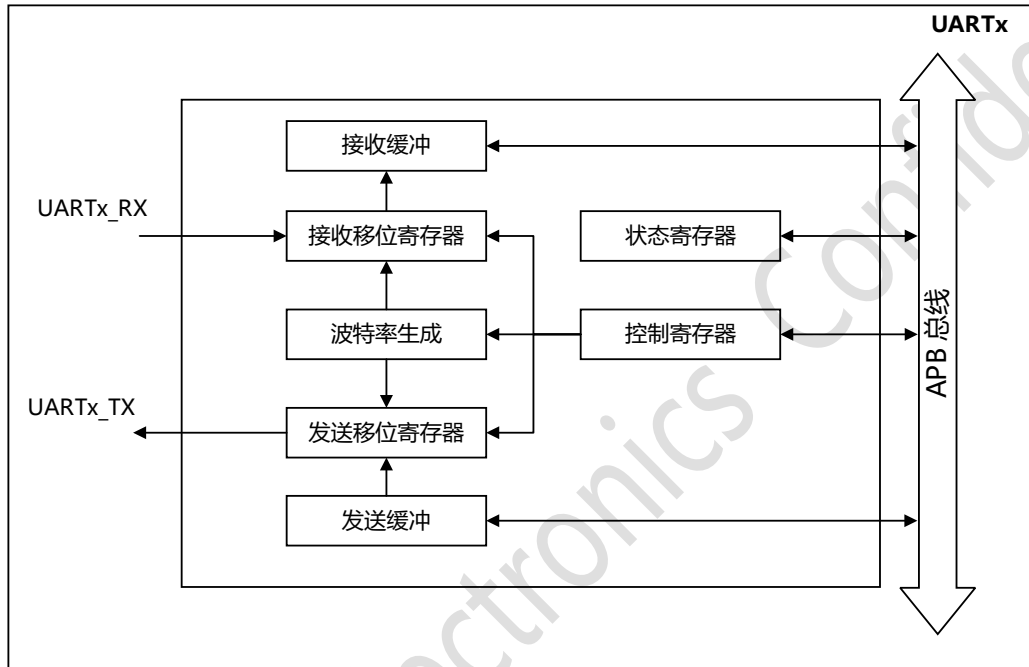 UARTx
接收缓冲
UARTx_RX
接收移位寄存器
状态寄存器
波特率生成
控制寄存器
APB 总线
UARTx_TX
发送移位寄存器
发送缓冲